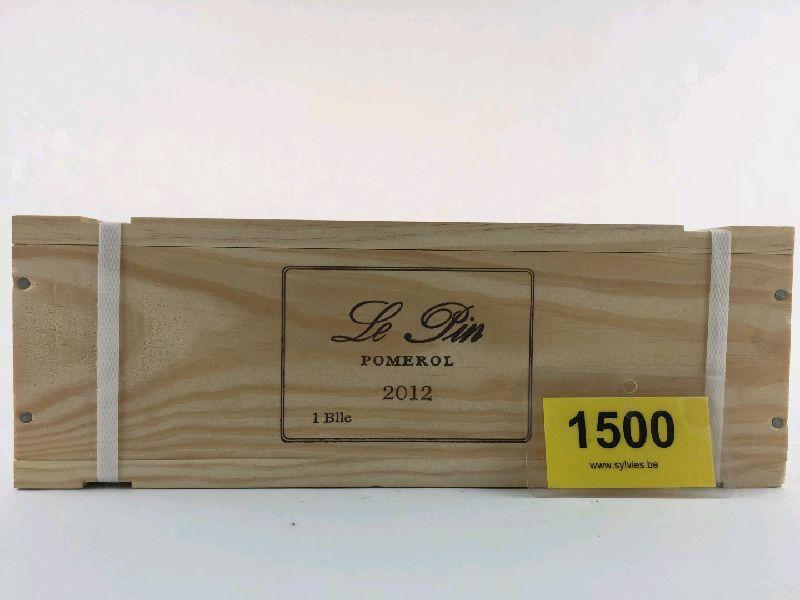 Le Pin
POMEROL
2012
1 Blle
1500
www.sylvies.be